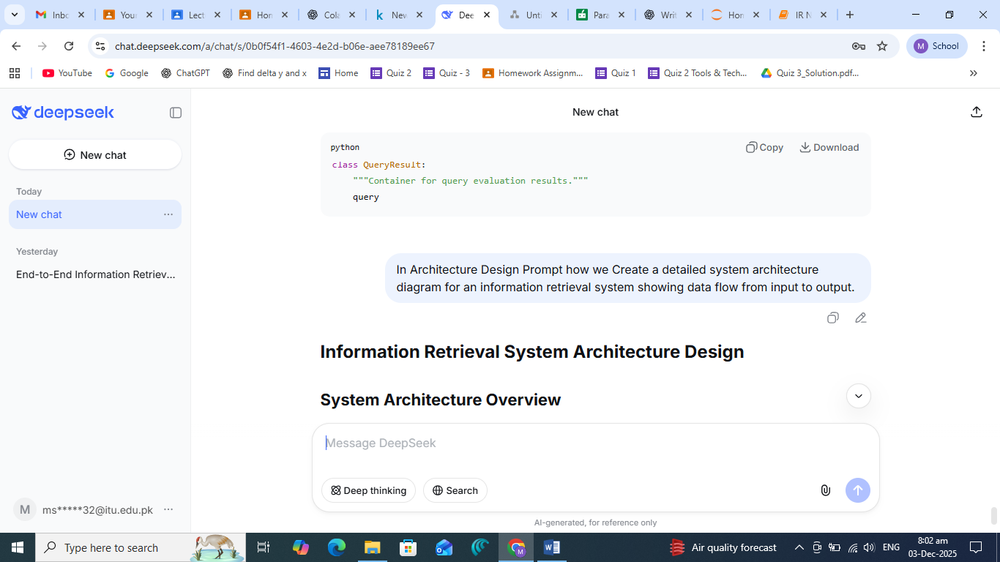 Inbc
Your
Lect
Hon
Cola
New
Dee
Unti
Para
Writ
Hon
IR N
chat.deepseek.com/a/chat/s/0b0f54f1-4603-4e2d-b06e-aee78189ee67
M School
YouTube
Google
ChatGPT
Find delta y and x
Home
Quiz 2
Quiz - 3
Homework Assignm...
Quiz 1
Quiz 2 Tools & Tech...
Quiz 3_Solution.pdf...
deepseek
New chat
Today
New chat
Yesterday
End-to-End Information Retriev...
M ms*****32@itu.edu.pk
New chat
python
Copy Download
class QueryResult:
"""Container for query evaluation results."""
query
In Architecture Design Prompt how we Create a detailed system architecture
diagram for an information retrieval system showing data flow from input to output.
Information Retrieval System Architecture Design
System Architecture Overview
Message DeepSeek
Deep thinking
Search
AI-generated, for reference only
Type here to search
Air quality forecast
ENG
8:02 am
03-Dec-2025